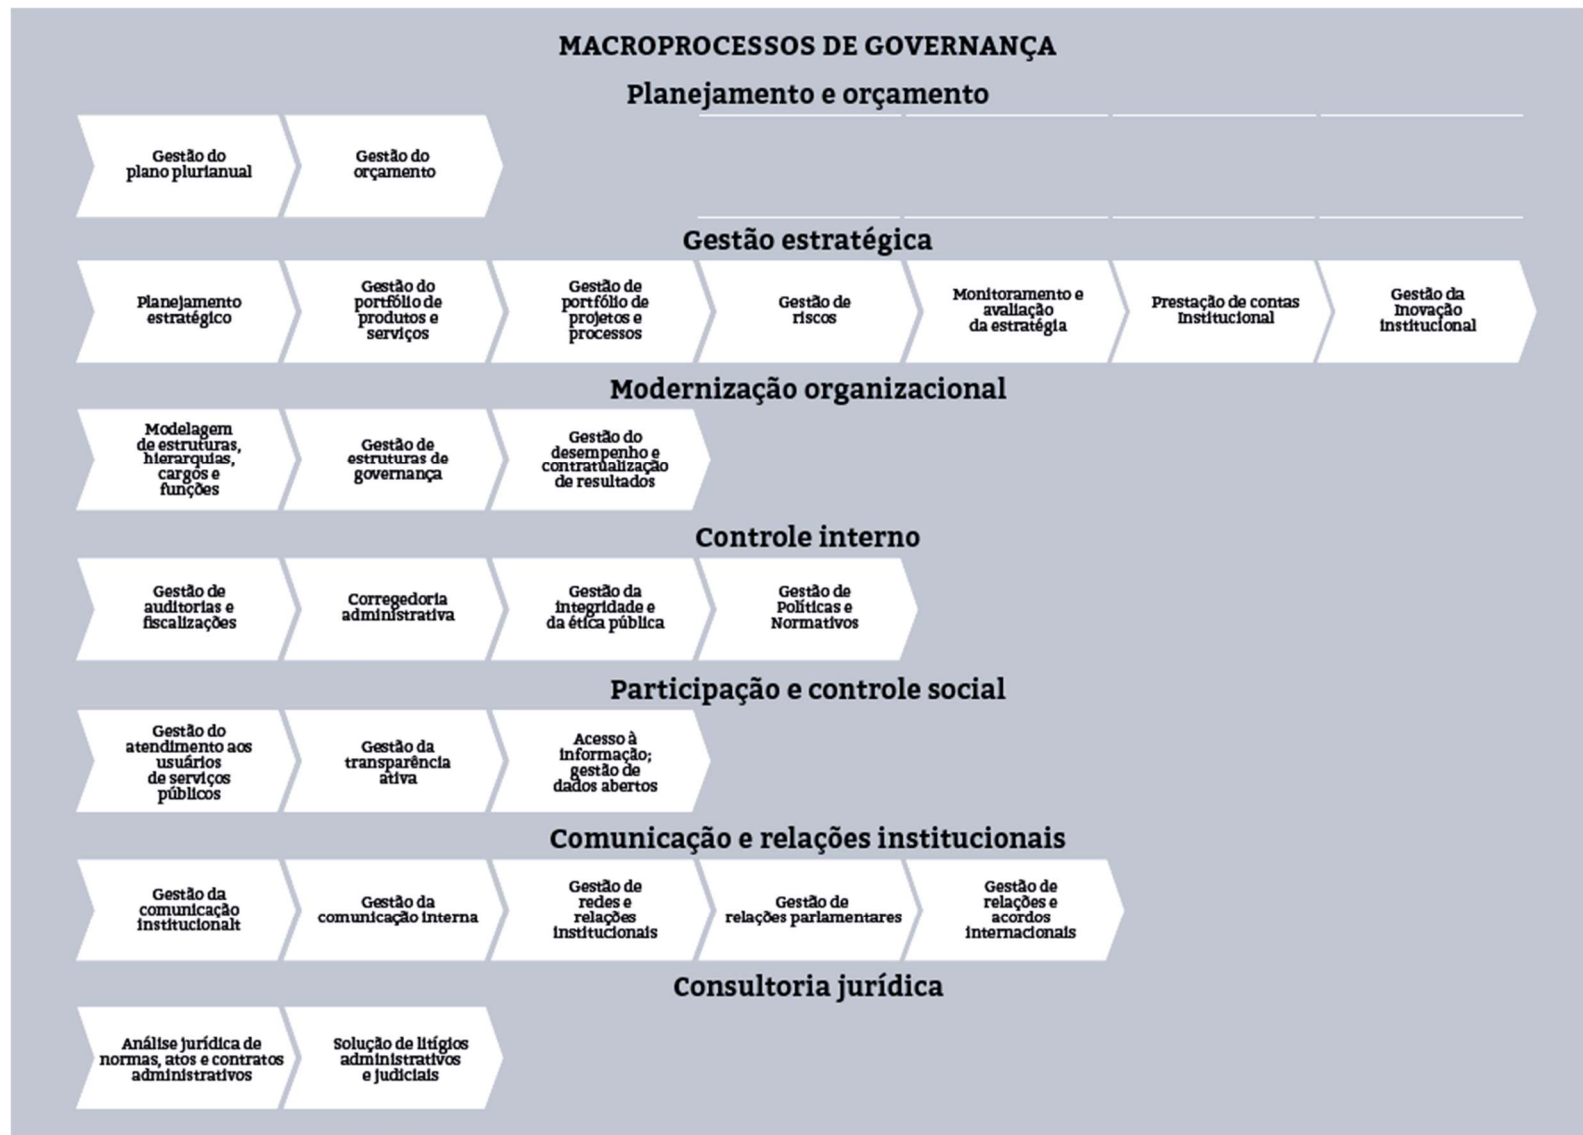 MACROPROCESSOS DE GOVERNANÇA
Planejamento e orçamento
Gestão do
plano plurianual
Gestão do
orçamento
Gestão estratégica
Planejamento
estratégico
Gestão do
portfólio de
produtos e
serviços
Gestão de
portfólio de
projetos e
processos
Gestão de
riscos
Monitoramento e
avaliação
da estratégia
Prestação de contas
Institucional
Gestão da
Inovação
institucional
Modernização organizacional
Modelagem
de estruturas,
hierarquias,
cargos e
funções
Gestão de
estruturas de
governança
Gestão do
desempenho e
contratualização
de resultados
Controle interno
Gestão de
auditorias e
fiscalizações
Corregedoria
administrativa
Gestão da
integridade e
da ética pública
Gestão de
Políticas e
Normativos
Participação e controle social
Gestão do
atendimento aos
usuários
de serviços
públicos
Gestão da
transparência
ativa
Acesso à
informação;
gestão de
dados abertos
Comunicação e relações institucionais
Gestão da
comunicação
institucionalt
Gestão da
comunicação interna
Gestão de
redes e
relações
institucionais
Gestão de
relações parlamentares
Gestão de
relações e
acordos
internacionais
Consultoria jurídica
Análise jurídica de
normas, atos e contratos
administrativos
Solução de litígios
administrativos
e judiciais